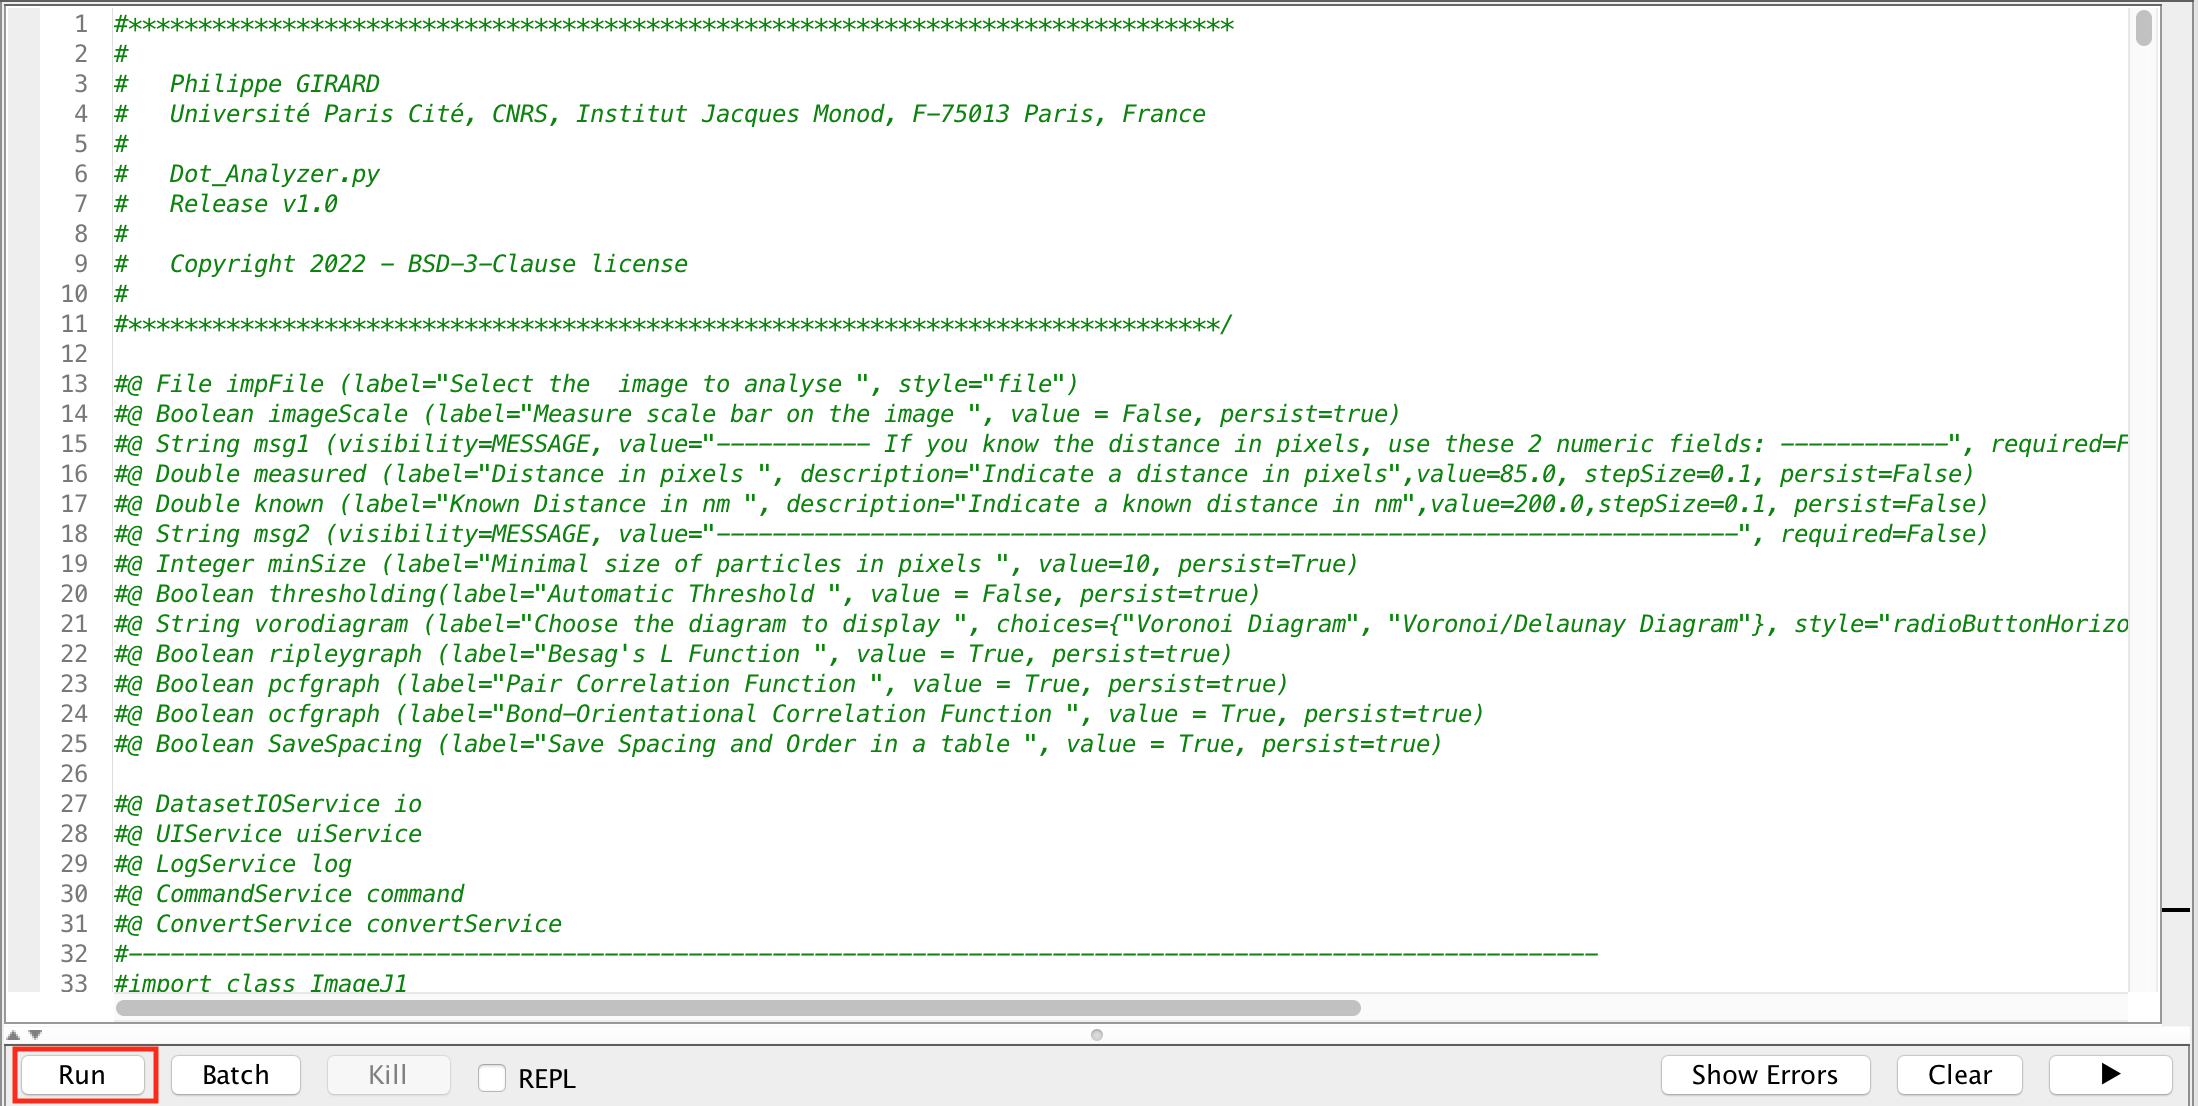 1 #*******************************************************************************
2 #
3 #   Philippe GIRARD
4 #   Université Paris Cité, CNRS, Institut Jacques Monod, F-75013 Paris, France
5 #
6 #   Dot_Analyzer.py
7 #   Release v1.0
8 #
9 #   Copyright 2022 - BSD-3-Clause license
10 #
11 #******************************************************************************/
12
13 #@ File impFile (label="Select the  image to analyse ", style="file")
14 #@ Boolean imageScale (label="Measure scale bar on the image ", value = False, persist=true)
15 #@ String msg1 (visibility=MESSAGE, value="----------- If you know the distance in pixels, use these 2 numeric fields: ------------", required=F
16 #@ Double measured (label="Distance in pixels ", description="Indicate a distance in pixels",value=85.0, stepSize=0.1, persist=False)
17 #@ Double known (label="Known Distance in nm ", description="Indicate a known distance in nm",value=200.0,stepSize=0.1, persist=False)
18 #@ String msg2 (visibility=MESSAGE, value="-------------------------------------------------------------------------", required=False)
19 #@ Integer minSize (label="Minimal size of particles in pixels ", value=10, persist=True)
20 #@ Boolean thresholding(label="Automatic Threshold ", value = False, persist=true)
21 #@ String vorodiagram (label="Choose the diagram to display ", choices={"Voronoi Diagram", "Voronoi/Delaunay Diagram"}, style="radioButtonHorizo
22 #@ Boolean ripleygraph (label="Besag's L Function ", value = True, persist=true)
23 #@ Boolean pcfgraph (label="Pair Correlation Function ", value = True, persist=true)
24 #@ Boolean ocfgraph (label="Bond-Orientational Correlation Function ", value = True, persist=true)
25 #@ Boolean SaveSpacing (label="Save Spacing and Order in a table ", value = True, persist=true)
26
27 #@ DatasetIOService io
28 #@ UIService uiService
29 #@ LogService log
30 #@ CommandService command
31 #@ ConvertService convertService
32 #---------------------------------------------------------------------------------------------------------
33 #import class ImageJ1
Run Batch Kill REPL Show Errors Clear